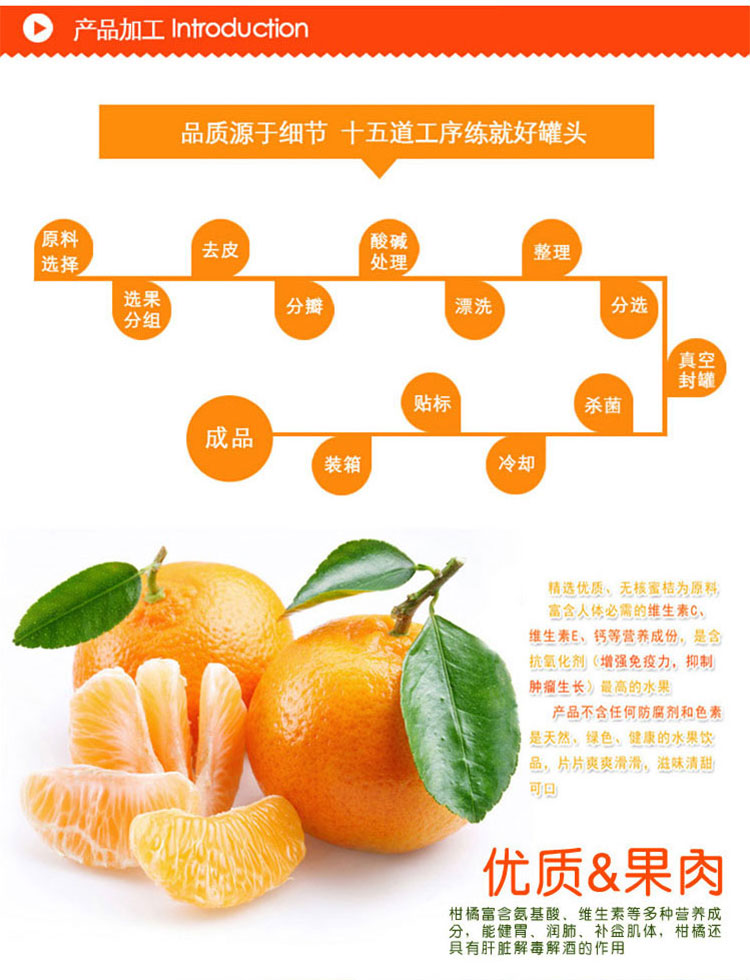 产品加工 Introduction
品质源于细节 十五道工序练就好罐头
原料
选择
选果
分组
去皮
分瓣
酸碱
处理
漂洗
整理
分选
真空
封罐
杀菌
冷却
贴标
装箱
成品
精选优质、无核蜜桔为原料
富含人体必需的维生素C、
维生素E、钙等营养成份，是含
抗氧化剂（增强免疫力，抑制
肿瘤生长）最高的水果
产品不含任何防腐剂和色素
是天然，绿色、健康的水果饮
品，片片爽爽滑滑，滋味清甜
可口
优质&果肉
柑橘富含氨基酸、维生素等多种营养成
分，能健胃、润肺、补益肌体，柑橘还
具有肝脏解毒解酒的作用